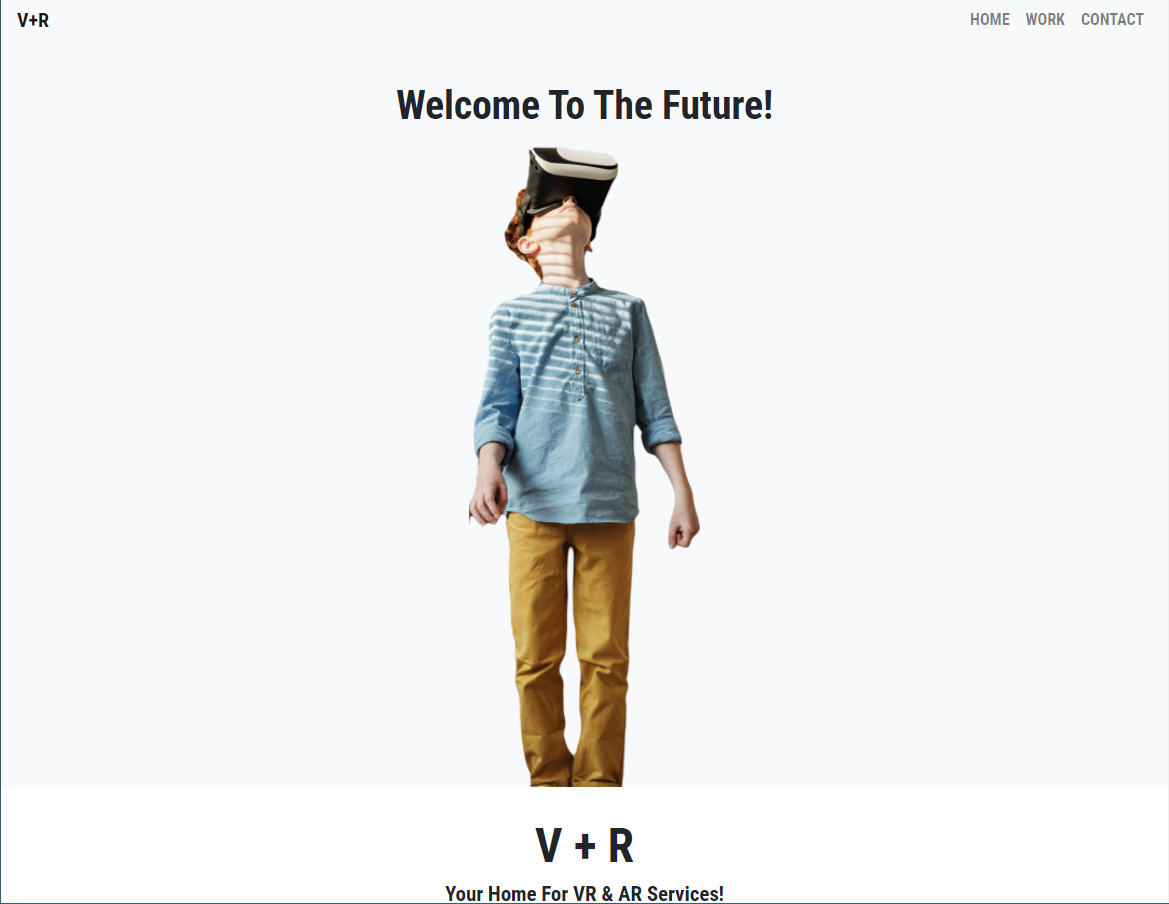 V+R
HOME WORK CONTACT
Welcome To The Future!
V + R
Your Home For VR & AR Services!